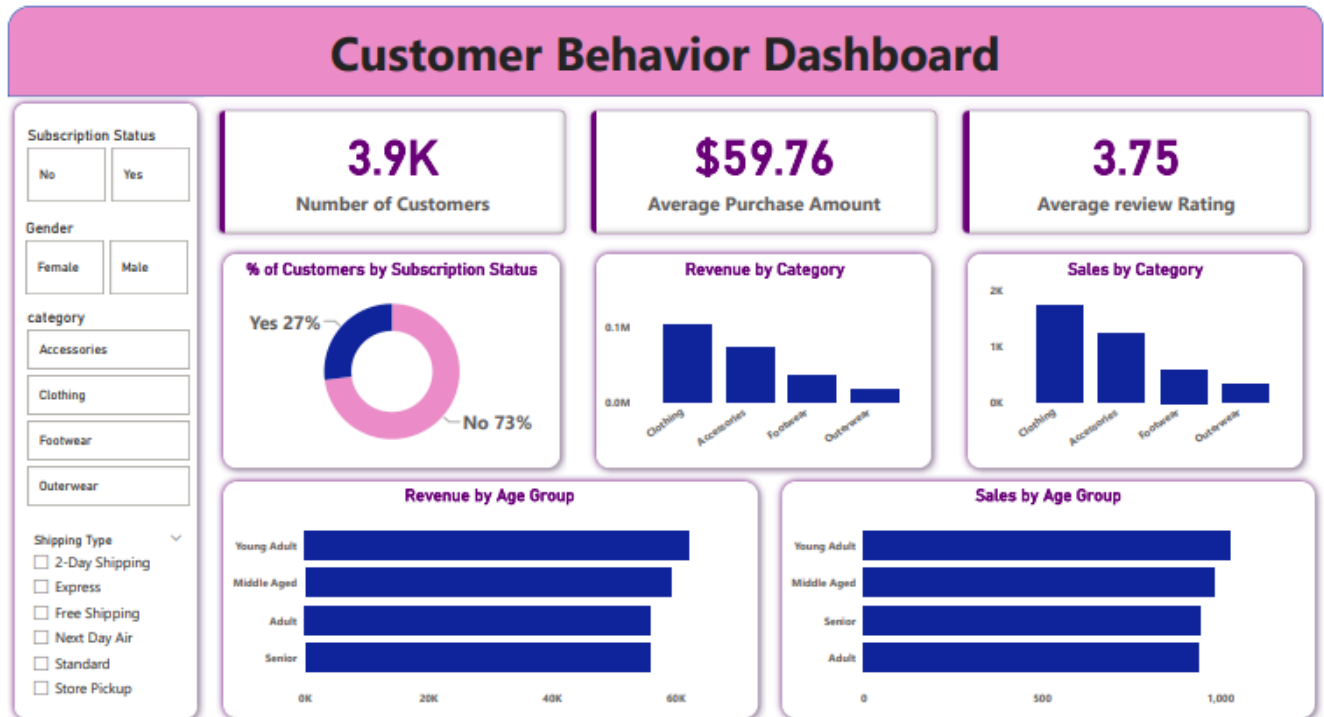 Customer Behavior Dashboard
Subscription Status
No
Yes
Gender
Female
Male
category
Accessories
Clothing
Footwear
Outerwear
Shipping Type
2-Day Shipping
Express
Free Shipping
Next Day Air
Standard
Store Pickup
3.9K
Number of Customers
$59.76
Average Purchase Amount
3.75
Average review Rating
% of Customers by Subscription Status
Yes 27%
No 73%
Revenue by Category
0.1M
0.0M
Clothing
Accessories
Footwear
Outerwear
Sales by Category
2K
1K
0K
Clothing
Accessories
Footwear
Outerwear
Revenue by Age Group
Young Adult
Middle Aged
Adult
Senior
0K
20K
40K
60K
Sales by Age Group
Young Adult
Middle Aged
Senior
Adult
0
500
1,000